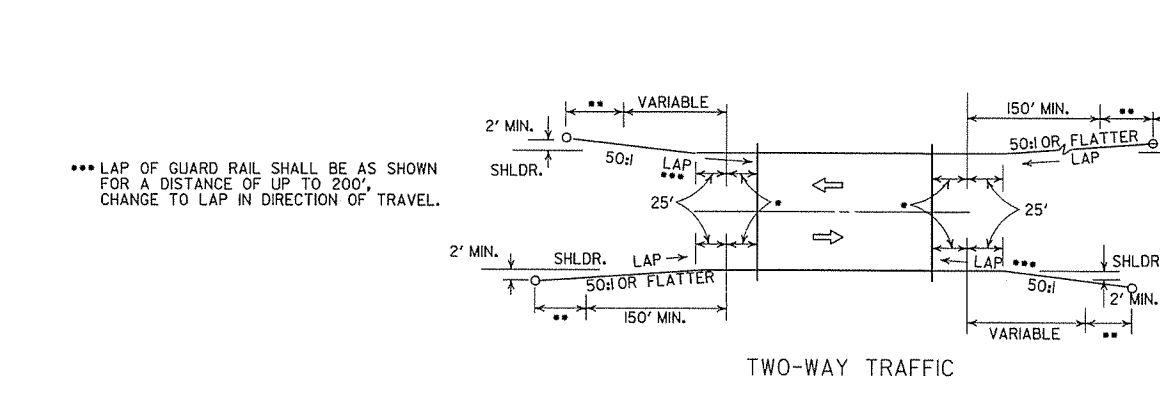 ** VARIABLE
150' MIN. **
2' MIN.
50:1 OR FLATTER
50:1
LAP
LAP
SHLDR.
***
*** LAP OF GUARD RAIL SHALL BE AS SHOWN
FOR A DISTANCE OF UP TO 200',
CHANGE TO LAP IN DIRECTION OF TRAVEL.
25' * * 25'
2' MIN.
SHLDR.
LAP
LAP ***
SHLDR
50:1 OR FLATTER
50:1
2' MIN.
** 150' MIN.
VARIABLE **
TWO-WAY TRAFFIC